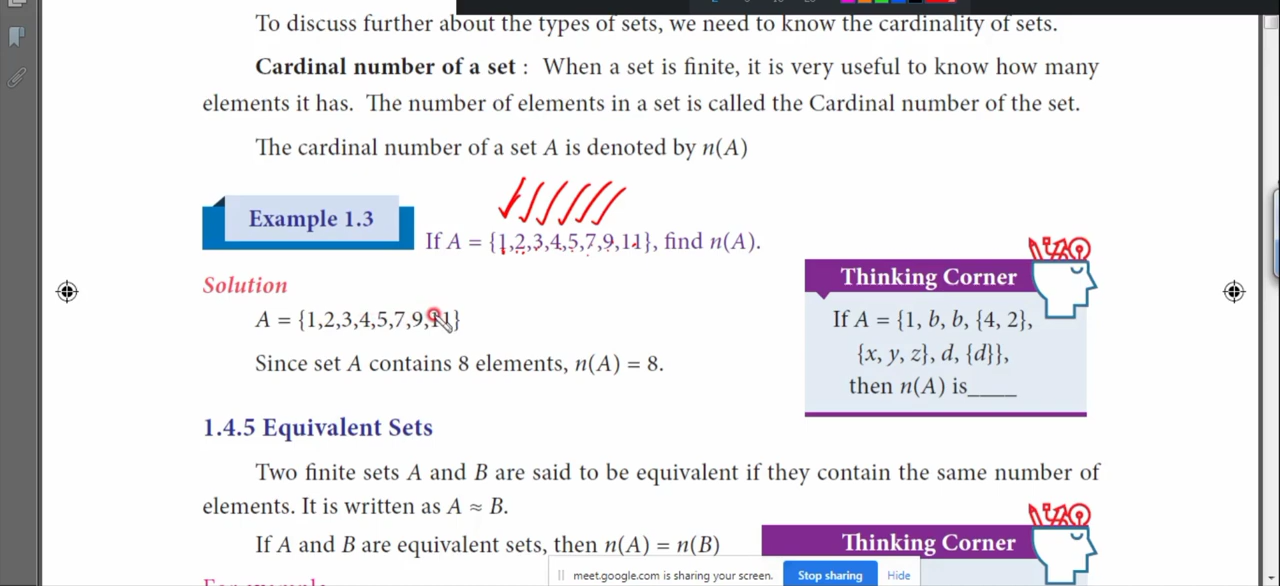 To discuss further about the types of sets, we need to know the cardinality of sets.
Cardinal number of a set : When a set is finite, it is very useful to know how many
elements it has. The number of elements in a set is called the Cardinal number of the set.
The cardinal number of a set A is denoted by n(A)
Example 1.3
If A = {1,2,3,4,5,7,9,11}, find n(A).
Solution
A = {1,2,3,4,5,7,9,11}
Since set A contains 8 elements, n(A) = 8.
Thinking Corner
If A = {1, b, b, {4, 2},
{x, y, z}, d, {d}},
then n(A) is____
1.4.5 Equivalent Sets
Two finite sets A and B are said to be equivalent if they contain the same number of
elements. It is written as A ≈ B.
If A and B are equivalent sets, then n(A) = n(B)
Thinking Corner
meet.google.com is sharing your screen.
Stop sharing
Hide